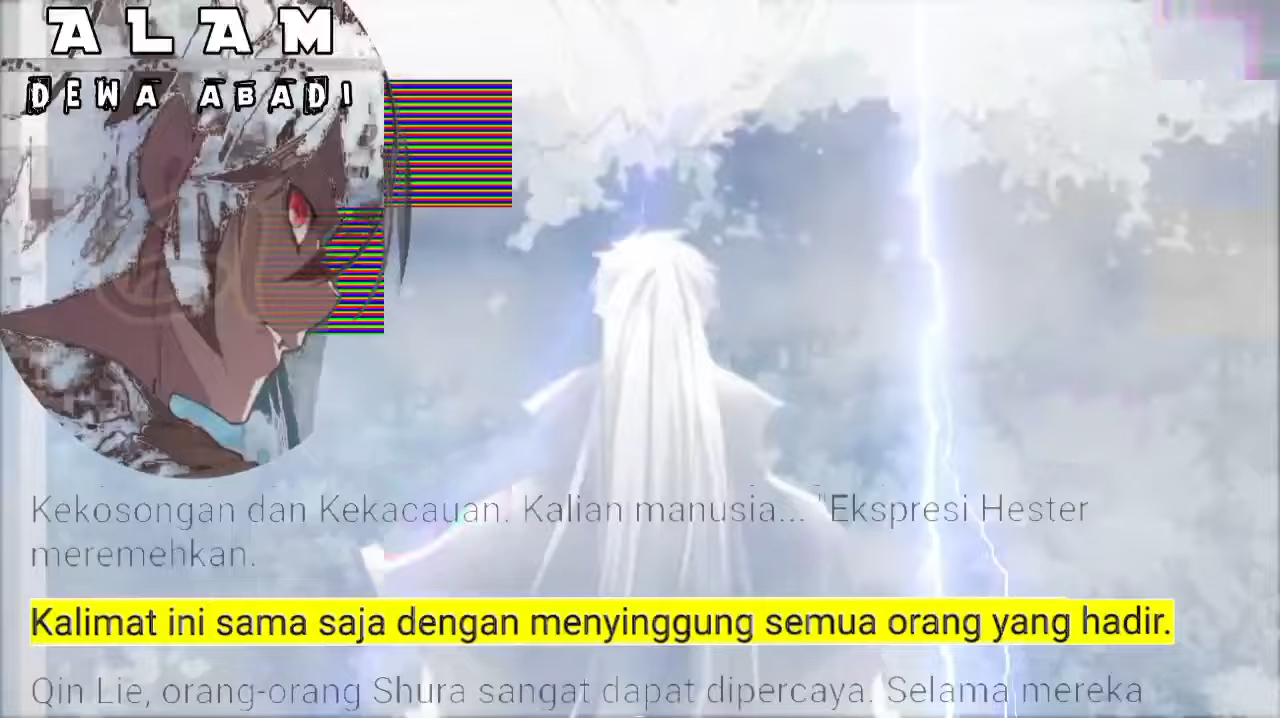 ALAM
DEWA ABADI
Kekosongan dan Kekacauan. Kalian manusia... "Ekspresi Hester
meremehkan.
Kalimat ini sama saja dengan menyinggung semua orang yang hadir.
Qin Lie, orang-orang Shura sangat dapat dipercaya. Selama mereka